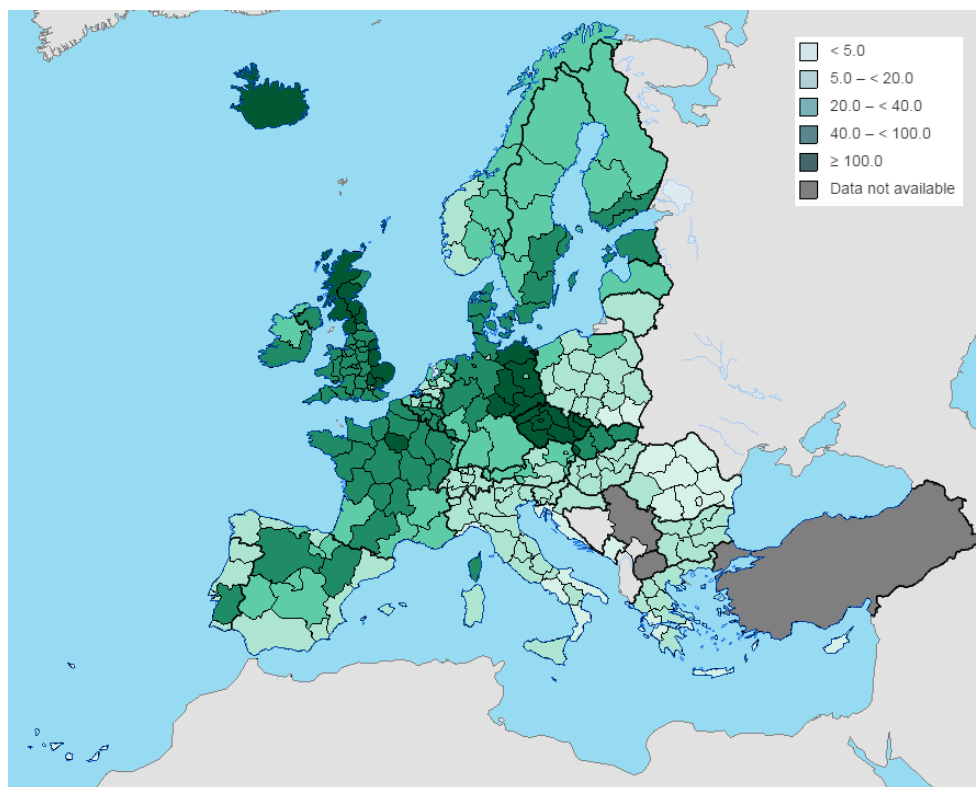 < 5.0
5.0 – < 20.0
20.0 – < 40.0
40.0 – < 100.0
≥ 100.0
Data not available